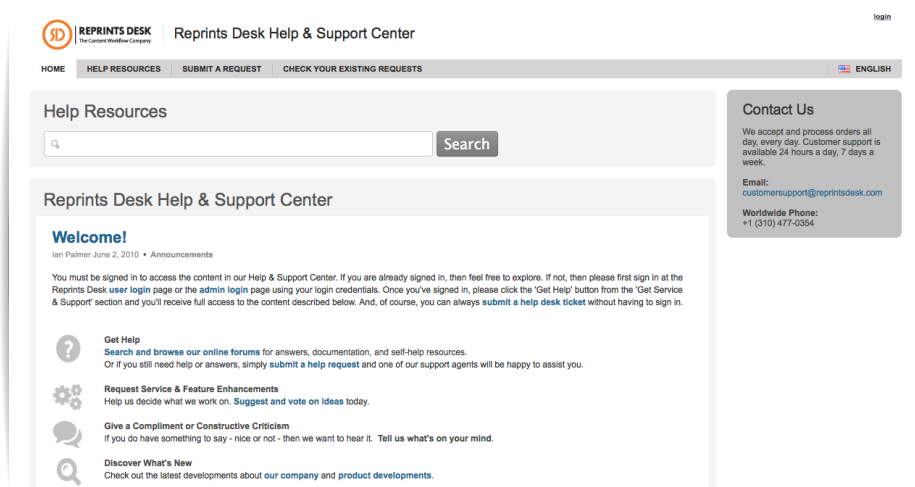 login
REPRINTS DESK
The Content Workflow Company
Reprints Desk Help & Support Center
HOME HELP RESOURCES SUBMIT A REQUEST CHECK YOUR EXISTING REQUESTS ENGLISH
Help Resources
Search
Contact Us
We accept and process orders all
day, every day. Customer support is
available 24 hours a day, 7 days a
week.
Email:
customersupport@reprintsdesk.com
Worldwide Phone:
+1 (310) 477-0354
Reprints Desk Help & Support Center
Welcome!
Ian Palmer June 2, 2010 • Announcements
You must be signed in to access the content in our Help & Support Center. If you are already signed in, then feel free to explore. If not, then please first sign in at the
Reprints Desk user login page or the admin login page using your login credentials. Once you've signed in, please click the 'Get Help' button from the 'Get Service
& Support' section and you'll receive full access to the content described below. And, of course, you can always submit a help desk ticket without having to sign in.
Get Help
Search and browse our online forums for answers, documentation, and self-help resources.
Or if you still need help or answers, simply submit a help request and one of our support agents will be happy to assist you.
Request Service & Feature Enhancements
Help us decide what we work on. Suggest and vote on ideas today.
Give a Compliment or Constructive Criticism
If you do have something to say - nice or not - then we want to hear it. Tell us what's on your mind.
Discover What's New
Check out the latest developments about our company and product developments.